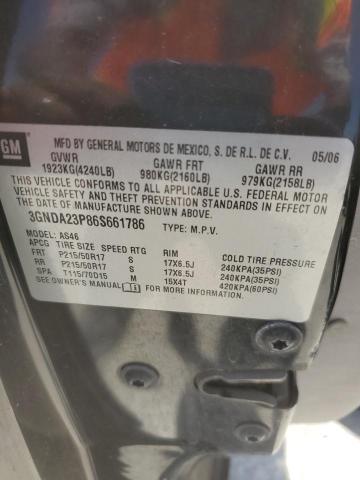 GM
MFD BY GENERAL MOTORS DE MEXICO, S. DE R.L. DE C.V. 05/06
GVWR GAWR FRT GAWR RR
1923KG(4240LB) 980KG(2160LB) 979KG(2158LB)
THIS VEHICLE CONFORMS TO ALL APPLICABLE U.S. FEDERAL MOTOR
VEHICLE SAFETY AND THEFT PREVENTION STANDARDS IN EFFECT ON
THE DATE OF MANUFACTURE SHOWN ABOVE.
3GNDA23P86S661786 TYPE: M.P.V.
MODEL: AS46
APCG TIRE SIZE SPEED RTG RIM COLD TIRE PRESSURE
FRT P215/50R17 S 17X6.5J 240KPA(35PSI)
RR P215/50R17 S 17X6.5J 240KPA(35PSI)
SPA T115/70D15 M 15X4T 420KPA(60PSI)
SEE OWNER'S MANUAL